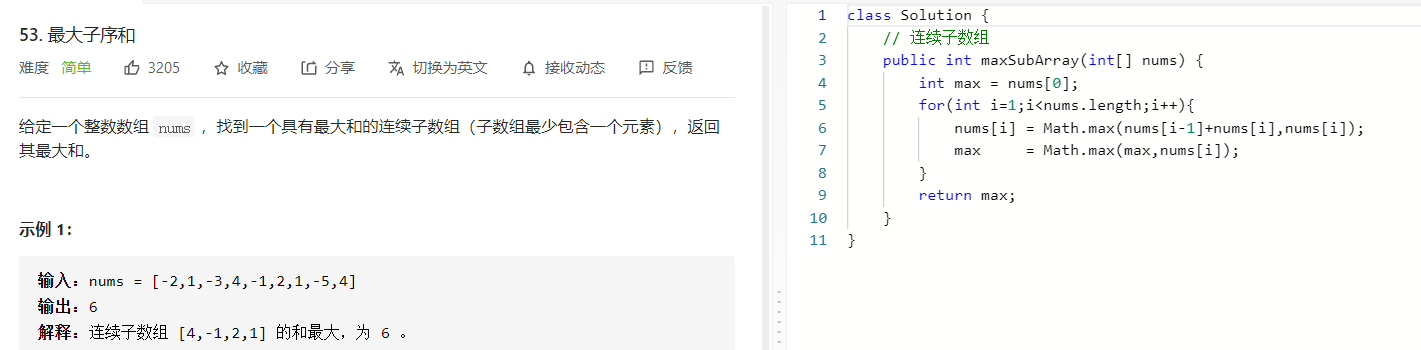 53. 最大子序和
难度 简单 3205 收藏 分享 切换为英文 接收动态 反馈
给定一个整数数组 nums ，找到一个具有最大和的连续子数组（子数组最少包含一个元素），返回
其最大和。
示例 1：
输入：nums = [-2,1,-3,4,-1,2,1,-5,4]
输出：6
解释：连续子数组 [4,-1,2,1] 的和最大，为 6 。
1 class Solution {
2     // 连续子数组
3     public int maxSubArray(int[] nums) {
4         int max = nums[0];
5         for(int i=1;i<nums.length;i++){
6             nums[i] = Math.max(nums[i-1]+nums[i],nums[i]);
7             max     = Math.max(max,nums[i]);
8         }
9         return max;
10     }
11 }